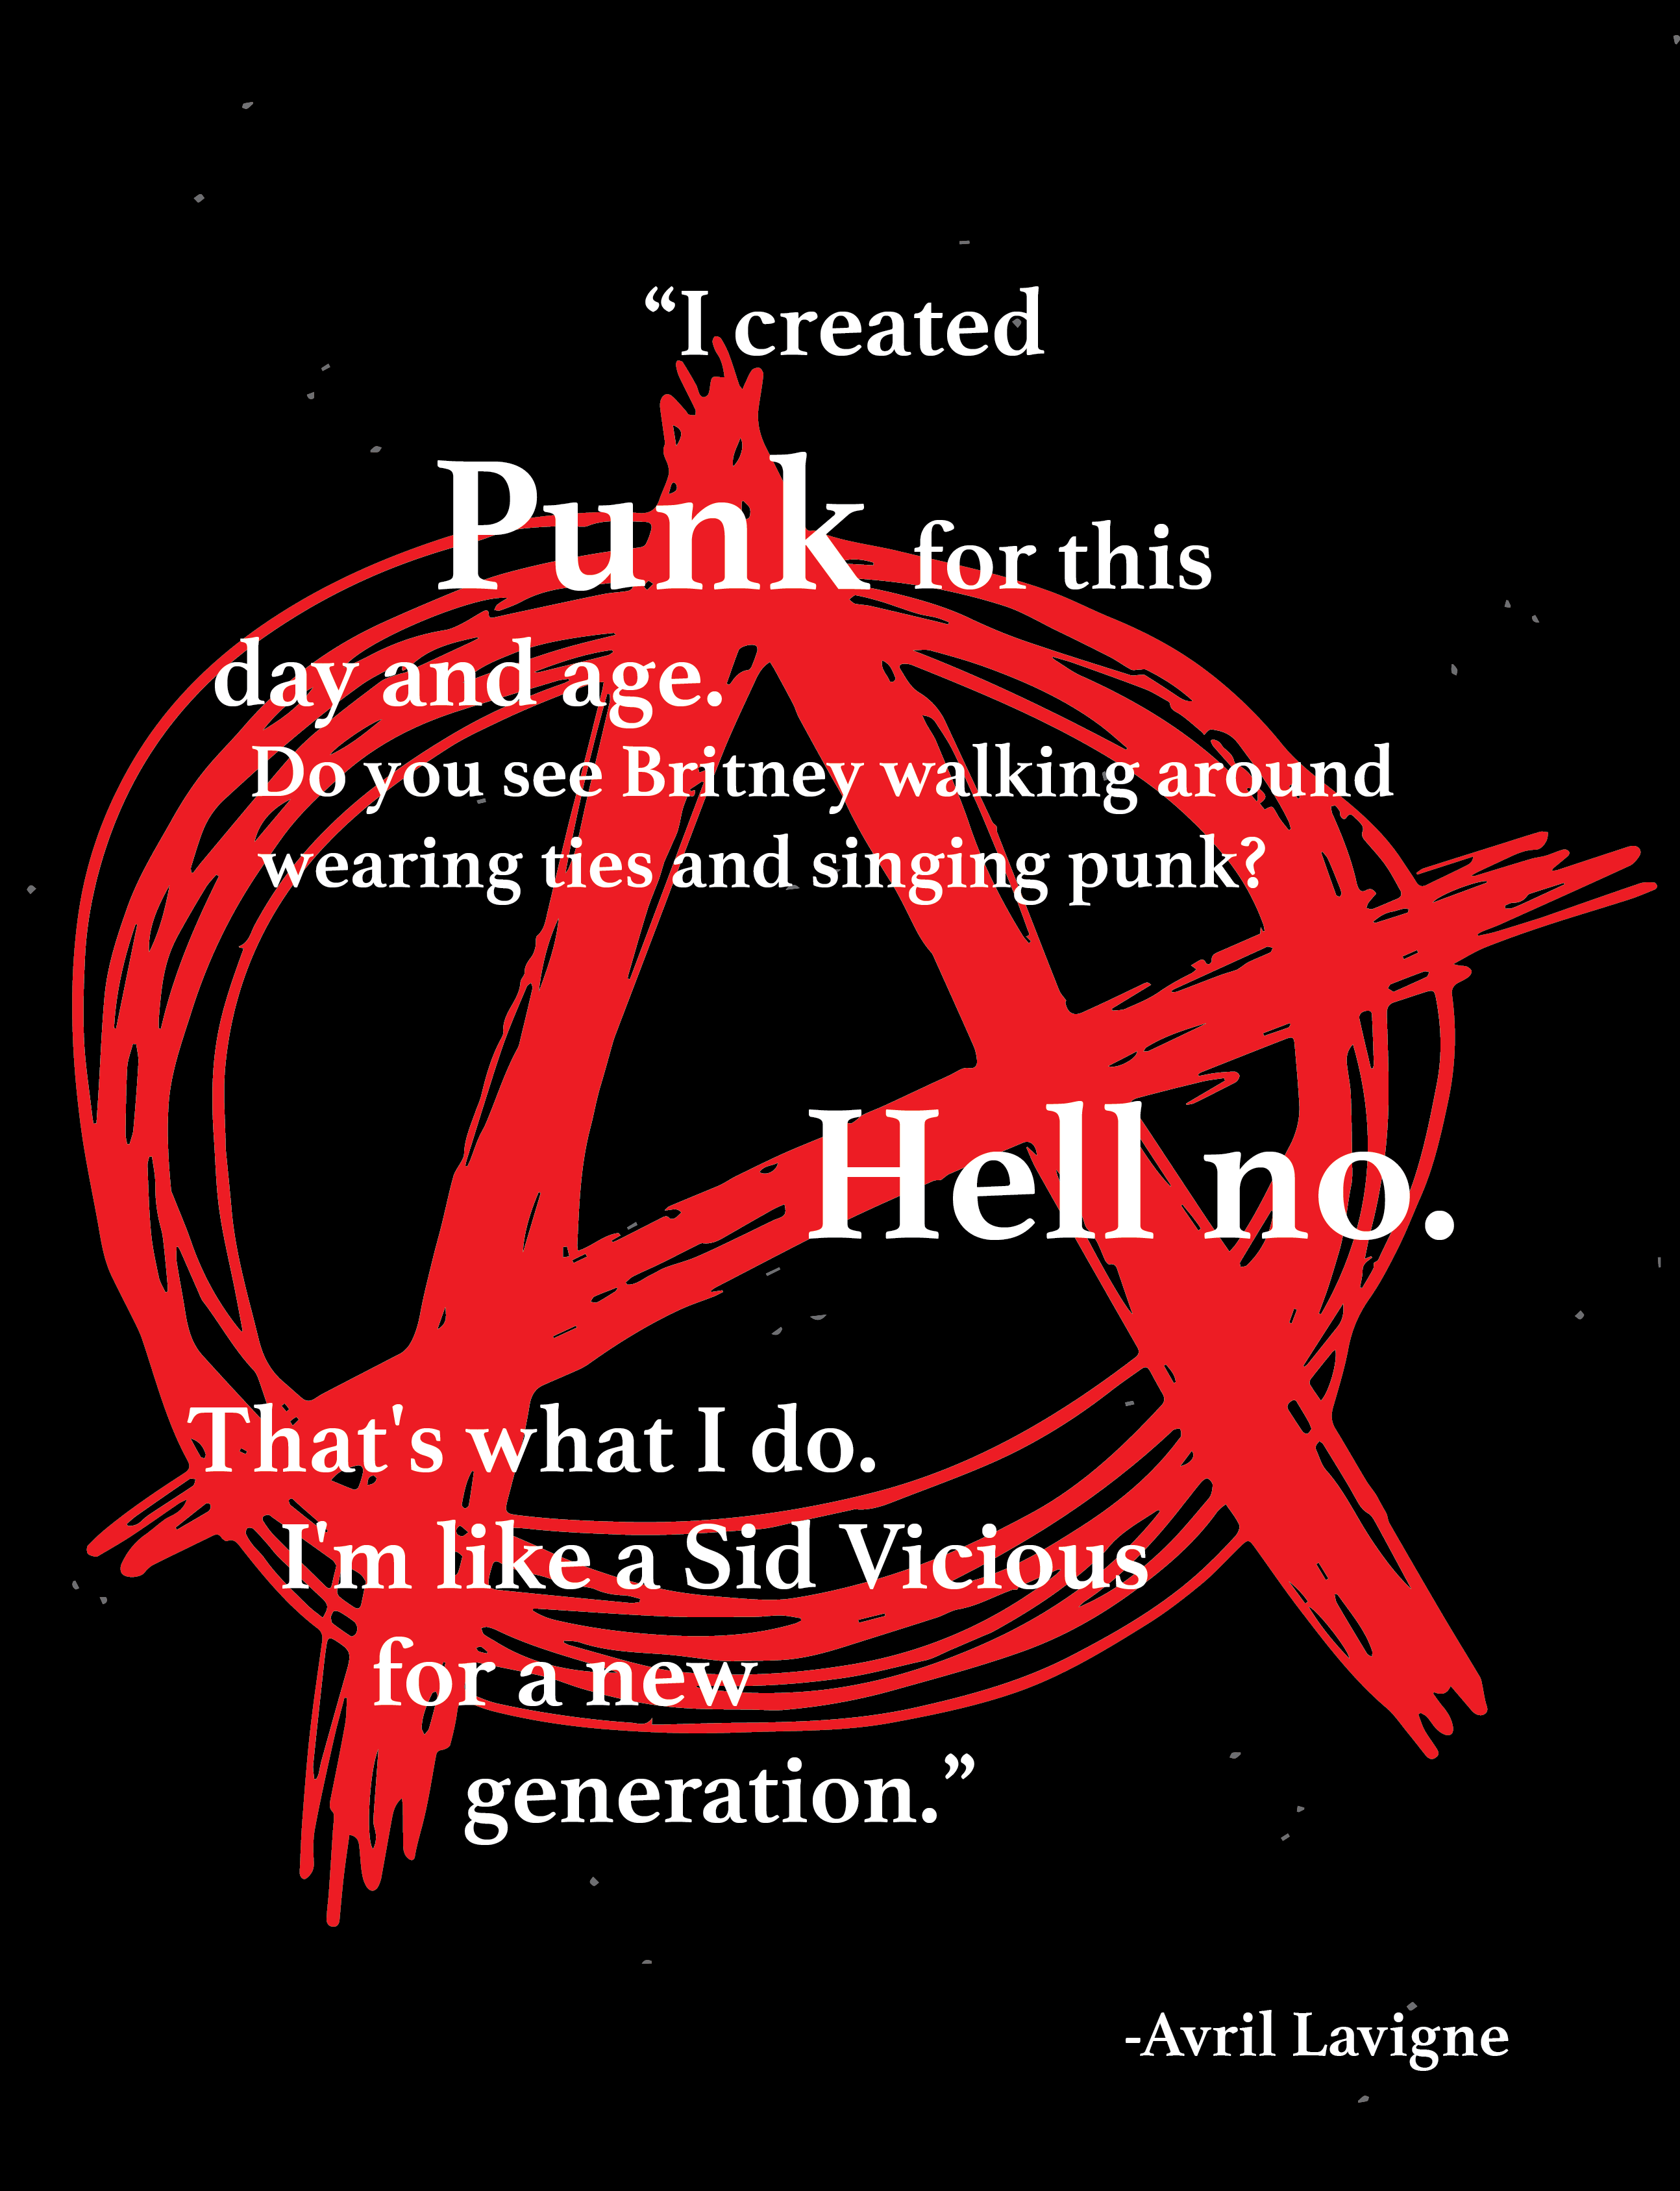 “I created
Punk for this
day and age.
Do you see Britney walking around
wearing ties and singing punk?
Hell no.
That's what I do.
I'm like a Sid Vicious
for a new
generation.”
-Avril Lavigne